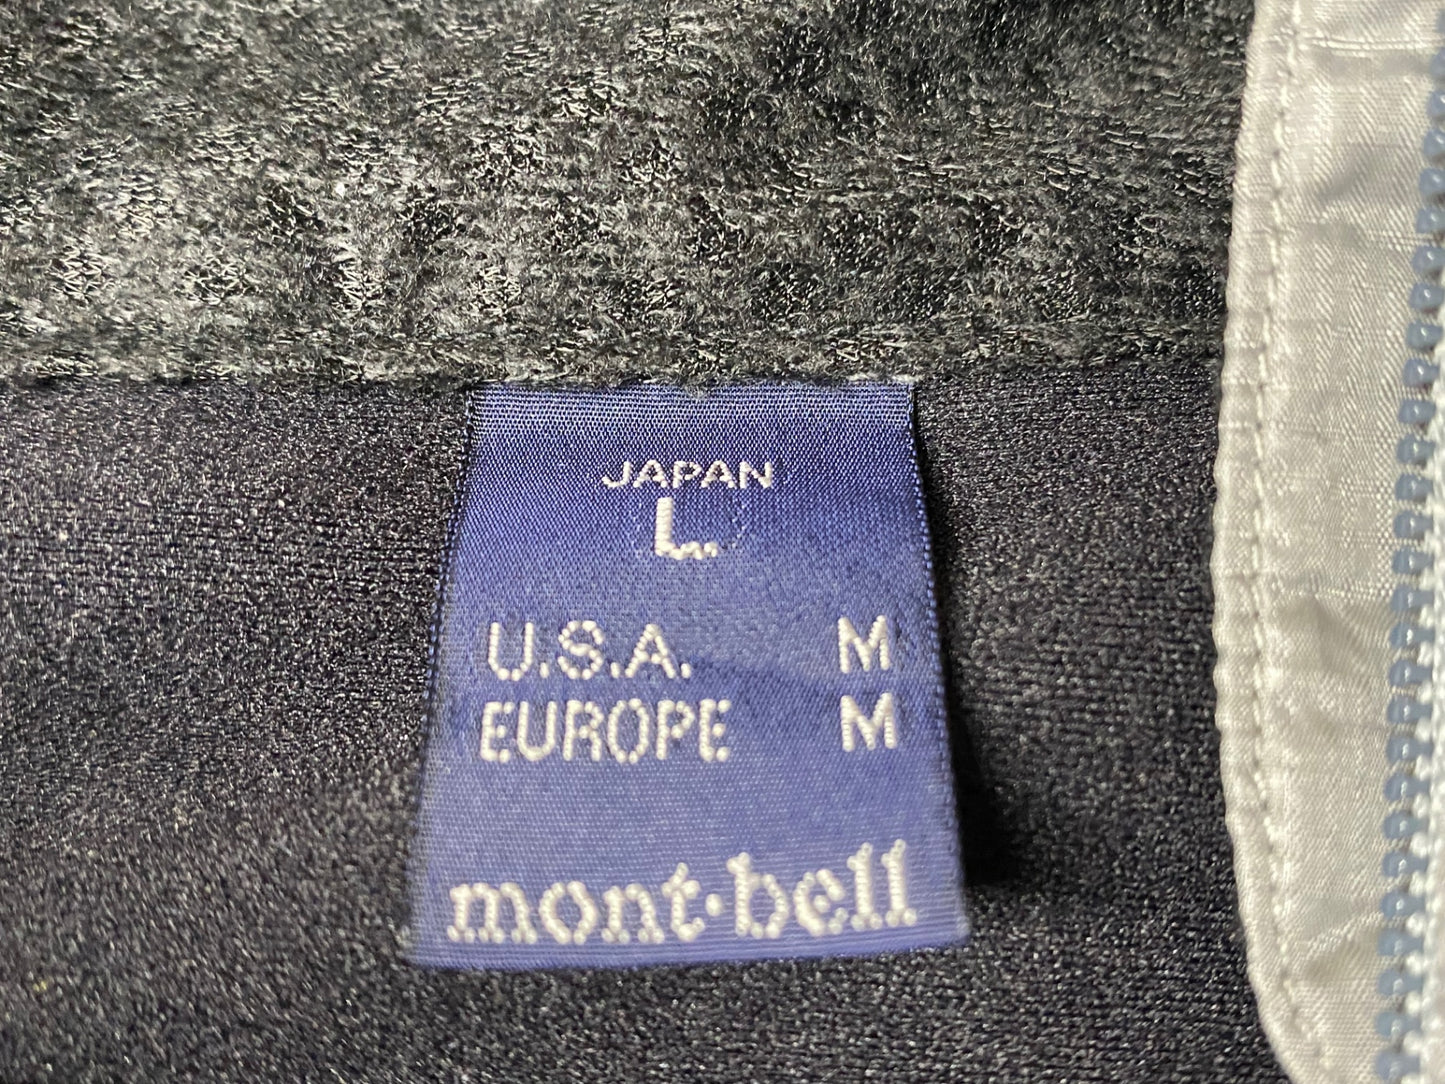 JAPAN
L
U.S.A. M
EUROPE M
mont·bell